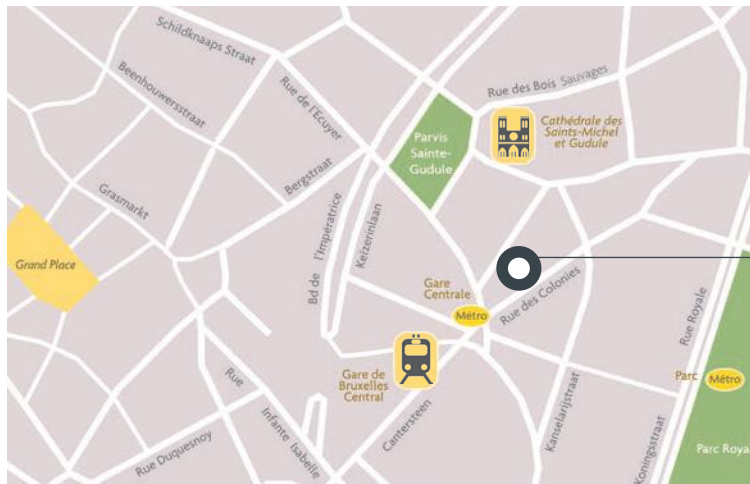 Schildknaaps Straat
Beenhouwersstraat
Rue de l'Ecuyer
Rue des Bois Sauvages
Cathédrale des
Saints-Michel
et Gudule
Parvis
Sainte-
Gudule
Bergstraat
Grasmarkt
Grand Place
Bd de l'Impératrice
Keizerinlaan
Gare
Centrale
Métro
Rue des Colonies
Rue Royale
Gare de
Bruxelles
Central
Parc
Métro
Rue Infante Isabelle
Cantersteen
Kanselarijstraat
Koningsstraat
Rue Duquesnoy
Parc Roya